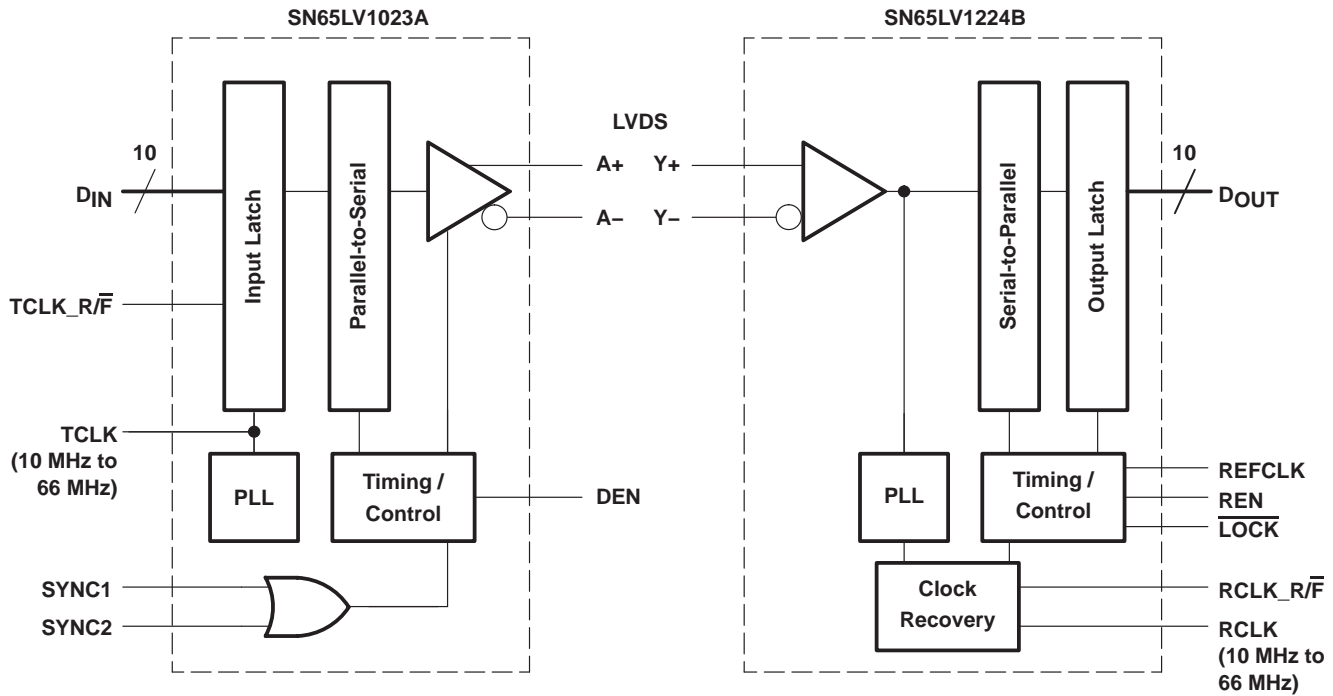 SN65LV1023A
SN65LV1224B
LVDS
10
DIN
Input Latch
Parallel-to-Serial
A+
Y+
A−
Y−
Serial-to-Parallel
Output Latch
10
DOUT
TCLK_R/F̅
TCLK
(10 MHz to
66 MHz)
PLL
Timing /
Control
DEN
PLL
Timing /
Control
REFCLK
REN
L̅O̅C̅K̅
SYNC1
SYNC2
Clock
Recovery
RCLK_R/F̅
RCLK
(10 MHz to
66 MHz)